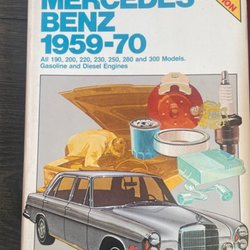 MERCEDES
BENZ
1959-70
All 190, 200, 220, 230, 250, 280 and 300 Models.
Gasoline and Diesel Engines